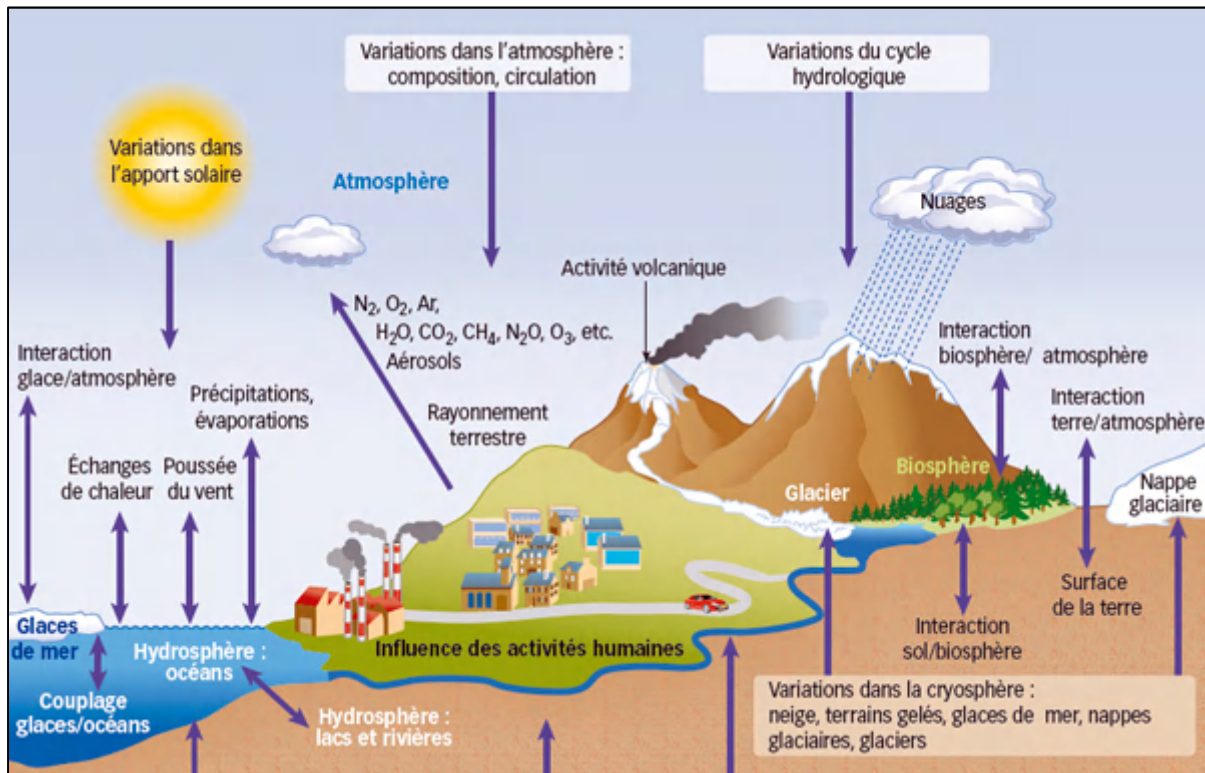 Variations dans l'atmosphère :
composition, circulation
Variations du cycle
hydrologique
Variations dans
l'apport solaire
Atmosphère
Nuages
Activité volcanique
N₂, O₂, Ar,
H₂O, CO₂, CH₄, N₂O, O₃, etc.
Aérosols
Interaction
glace/atmosphère
Précipitations,
évaporations
Rayonnement
terrestre
Interaction
biosphère/ atmosphère
Interaction
terre/atmosphère
Échanges
de chaleur
Poussée
du vent
Biosphère
Glacier
Nappe
glaciaire
Glaces
de mer
Hydrosphère :
océans
Influence des activités humaines
Surface
de la terre
Interaction
sol/biosphère
Couplage
glaces/océans
Hydrosphère :
lacs et rivières
Variations dans la cryosphère :
neige, terrains gelés, glaces de mer, nappes
glaciaires, glaciers